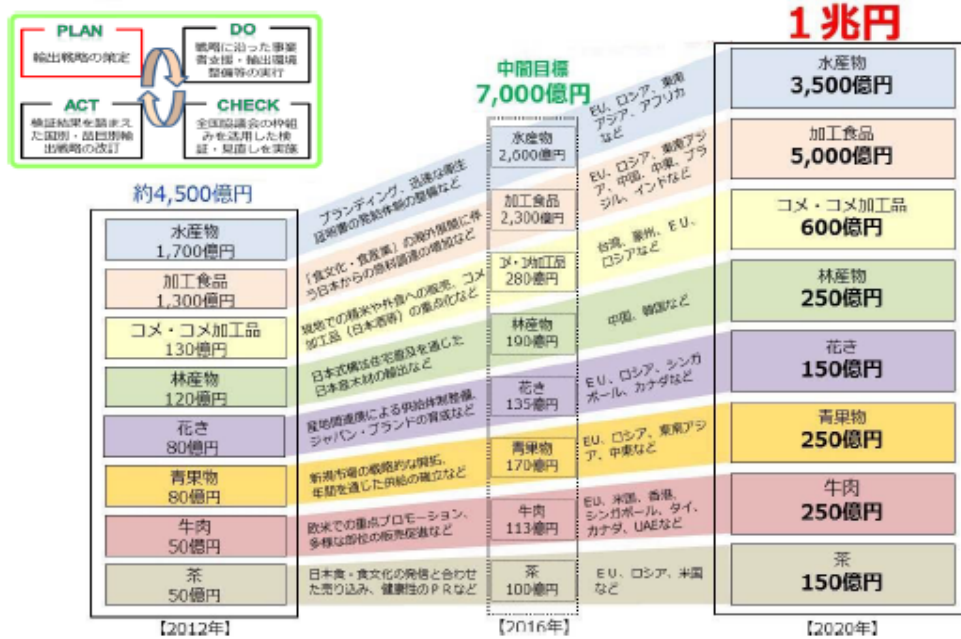 PLAN
輸出戦略の策定
DO
戦略に沿った事業
者支援・輸出環境
整備等の実行
ACT
検証結果を踏まえ
た国別・品目別輸
出戦略の改訂
CHECK
全国協議会の枠組
みを活用した検
証・見直しを実施
約4,500億円
水産物
1,700億円
加工食品
1,300億円
コメ・コメ加工品
130億円
林産物
120億円
花き
80億円
青果物
80億円
牛肉
50億円
茶
50億円
【2012年】
ブランディング、迅速な衛生
証明書の発給体制の整備など
「食文化・食産業」の海外展開に伴
う日本からの原料調達の増加など
現地での精米や外食への販売、コメ
加工品(日本酒等)の重点化など
日本式構法住宅普及を通じた
日本産木材の輸出など
産地間連携による供給体制整備、
ジャパン・ブランドの育成など
新規市場の戦略的な開拓、
年間を通じた供給の確立など
欧米での重点プロモーション、
多様な部位の販売促進など
日本食・食文化の発信と合わせ
た売り込み、健康性のPRなど
中間目標
7,000億円
水産物
2,600億円
加工食品
2,300億円
コメ・コメ加工品
280億円
林産物
190億円
花き
135億円
青果物
170億円
牛肉
113億円
茶
100億円
【2016年】
EU、ロシア、東南
アジア、アフリカ
など
EU、ロシア、東南アジ
ア、中国、中東、ブラ
ジル、インドなど
台湾、豪州、EU、
ロシアなど
中国、韓国など
EU、ロシア、シンガ
ポール、カナダなど
EU、ロシア、東南アジ
ア、中東など
EU、米国、香港、
シンガポール、タイ、
カナダ、UAEなど
EU、ロシア、米国
など
1兆円
水産物
3,500億円
加工食品
5,000億円
コメ・コメ加工品
600億円
林産物
250億円
花き
150億円
青果物
250億円
牛肉
250億円
茶
150億円
【2020年】